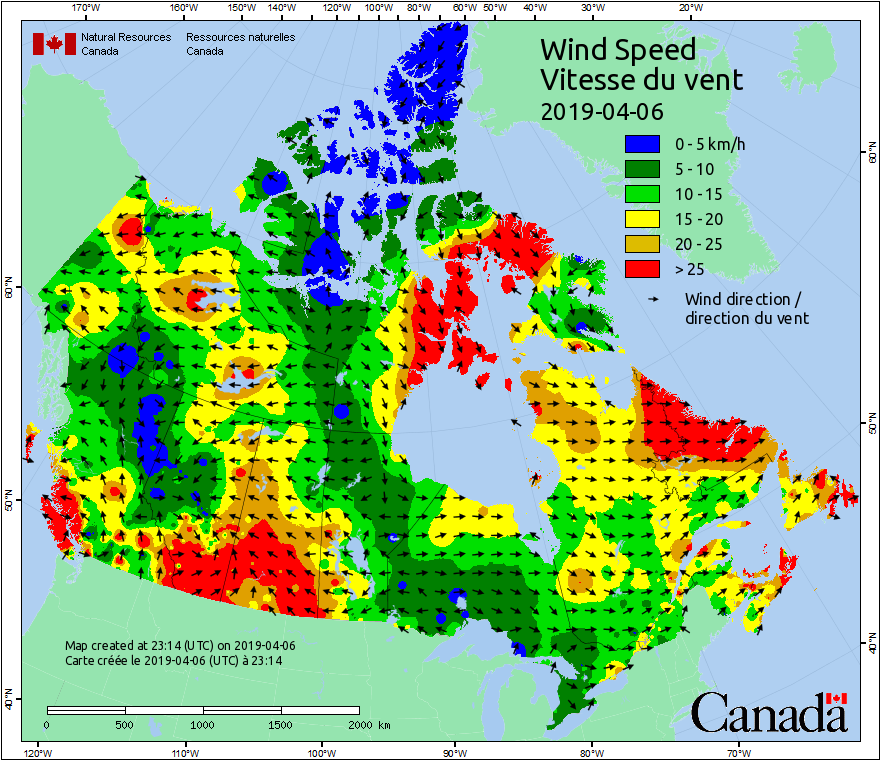 170°W 160°W 150°W 140°W 120°W 100°W 80°W 60°W 50°W 40°W 30°W 20°W
Natural Resources Ressources naturelles
Canada Canada
Wind Speed
Vitesse du vent
2019-04-06
0 - 5 km/h
5 - 10
10 - 15
15 - 20
20 - 25
> 25
Wind direction /
direction du vent
60°N
60°N
50°N
50°N
40°N
40°N
Map created at 23:14 (UTC) on 2019-04-06
Carte créée le 2019-04-06 (UTC) à 23:14
0 500 1000 1500 2000 km
Canada
120°W 110°W 100°W 90°W 80°W 70°W